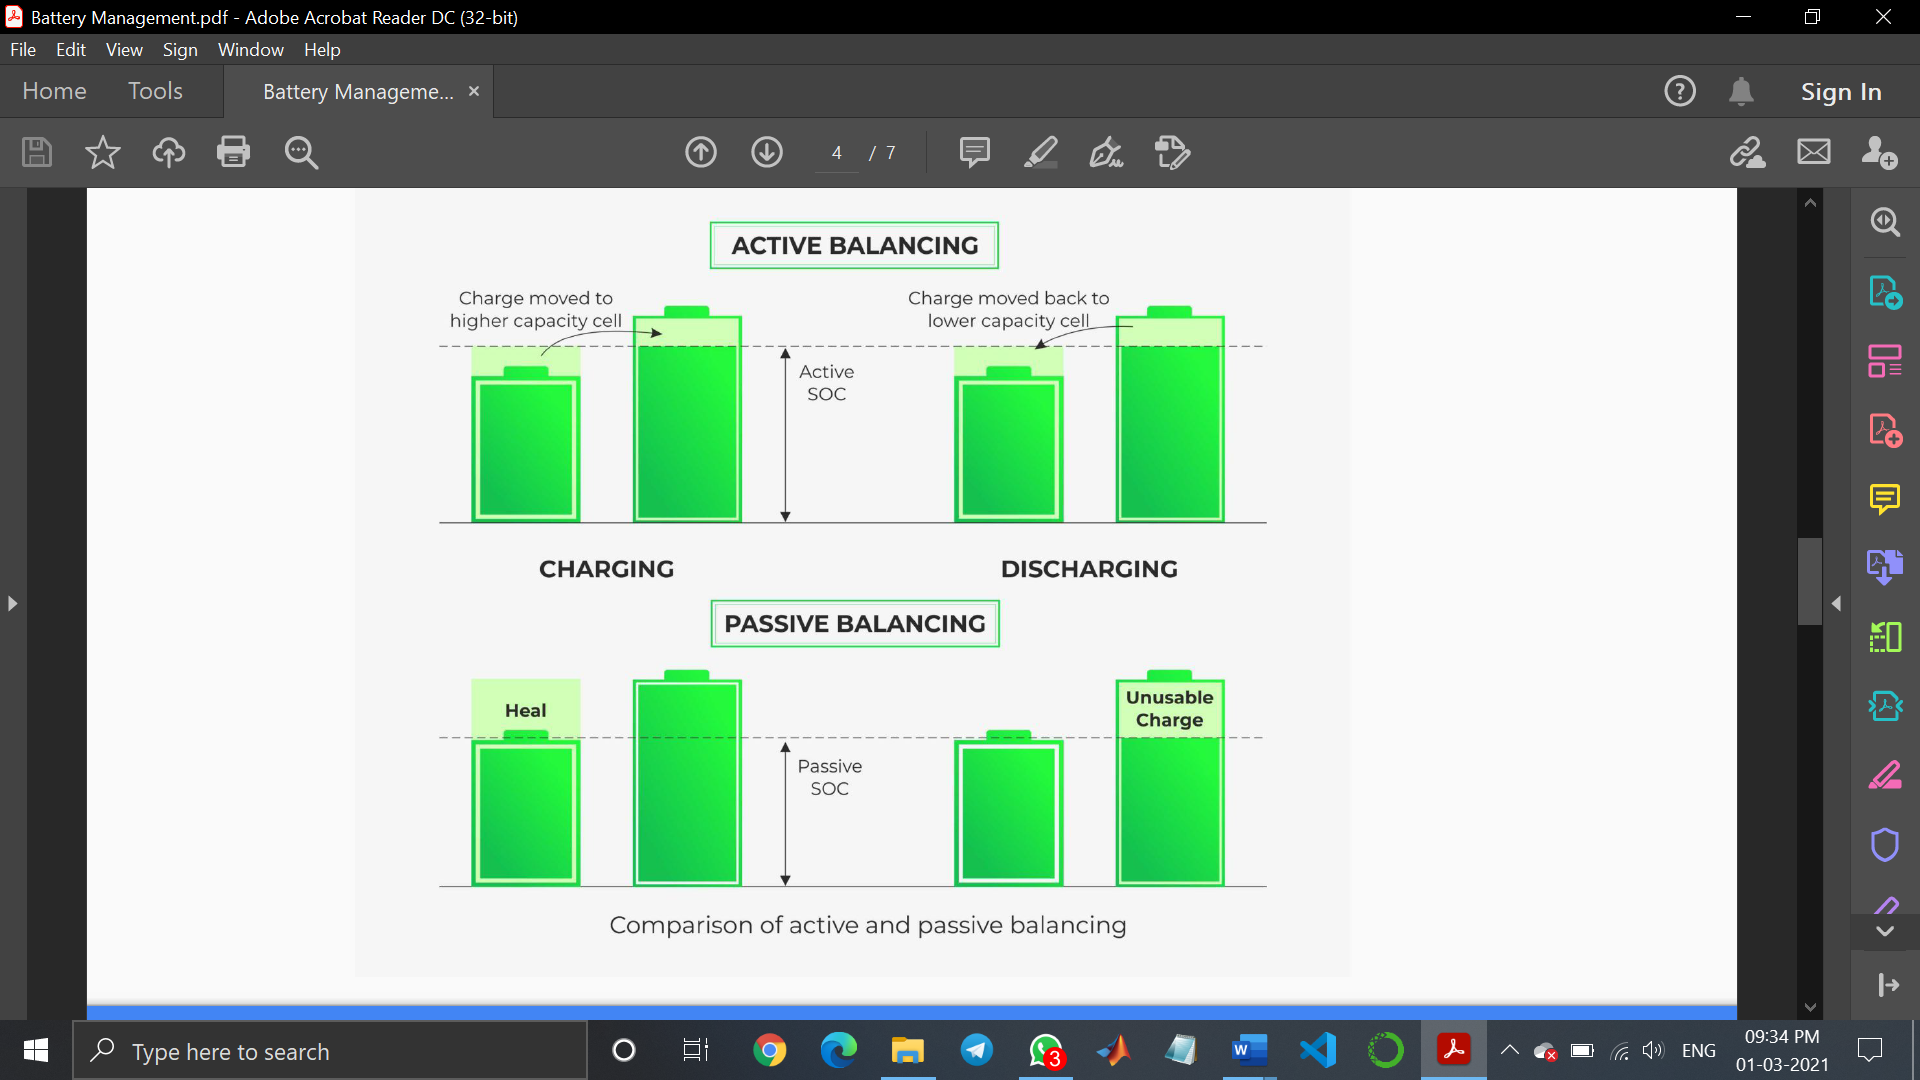 Battery Management.pdf - Adobe Acrobat Reader DC (32-bit)
File Edit View Sign Window Help
Home Tools Battery Manageme... ×
Sign In
4 / 7
ACTIVE BALANCING
Charge moved to
higher capacity cell
Charge moved back to
lower capacity cell
Active
SOC
CHARGING
DISCHARGING
PASSIVE BALANCING
Heal
Unusable
Charge
Passive
SOC
Comparison of active and passive balancing
Type here to search
3
ENG
09:34 PM
01-03-2021